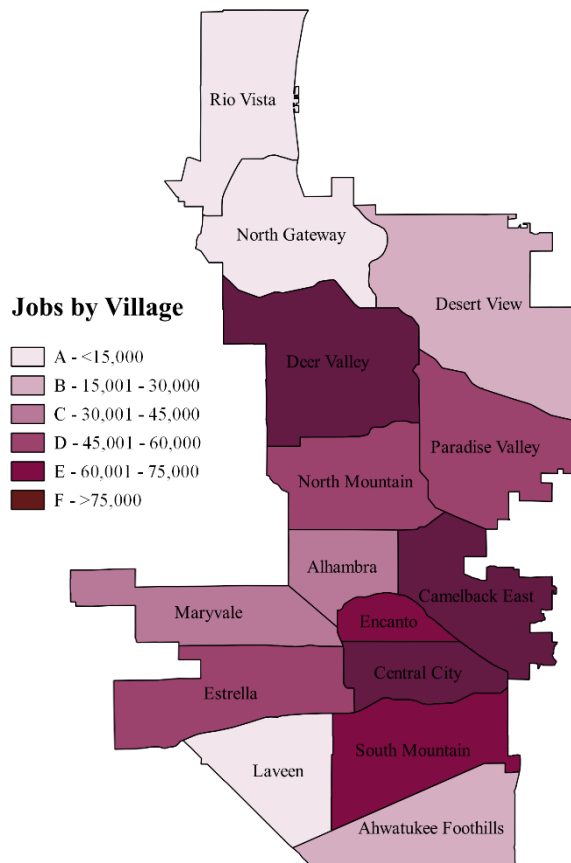 Rio Vista
North Gateway
Desert View
Jobs by Village
A - <15,000
B - 15,001 - 30,000
C - 30,001 - 45,000
D - 45,001 - 60,000
E - 60,001 - 75,000
F - >75,000
Deer Valley
Paradise Valley
North Mountain
Alhambra
Camelback East
Maryvale
Encanto
Central City
Estrella
South Mountain
Laveen
Ahwatukee Foothills